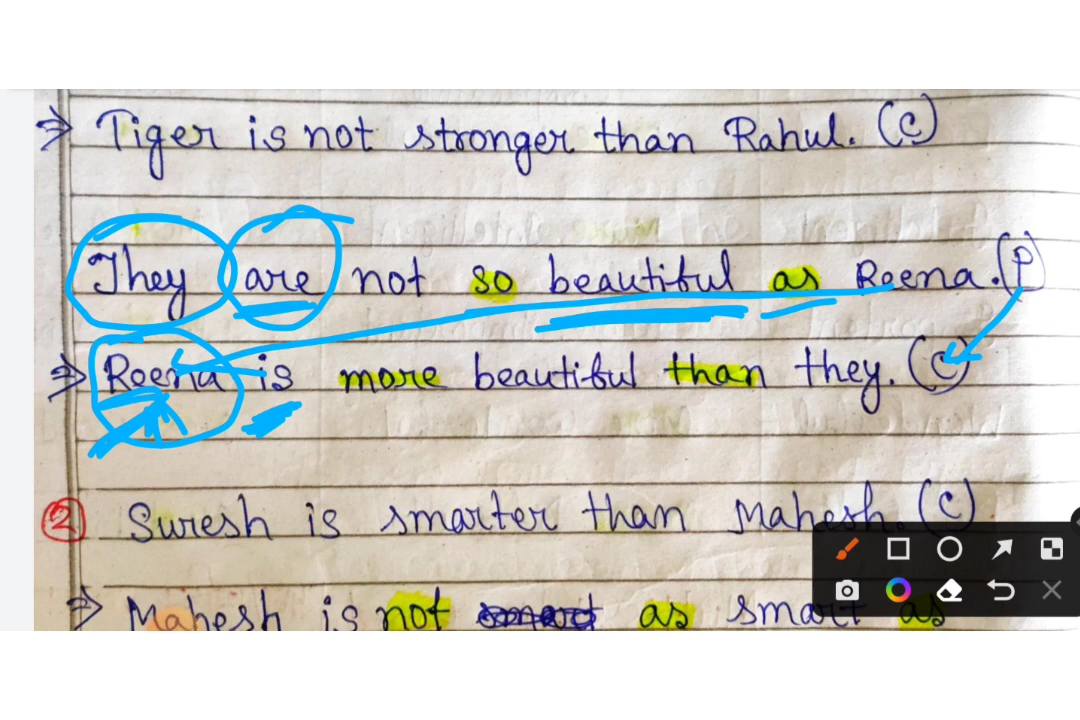 ⇒ Tiger is not stronger than Rahul. (C)
They are not so beautiful as Reena. (P)
⇒ Reena is more beautiful than they. (C)
② Suresh is smarter than Mahesh. (C)
⇒ Mahesh is not as smart as